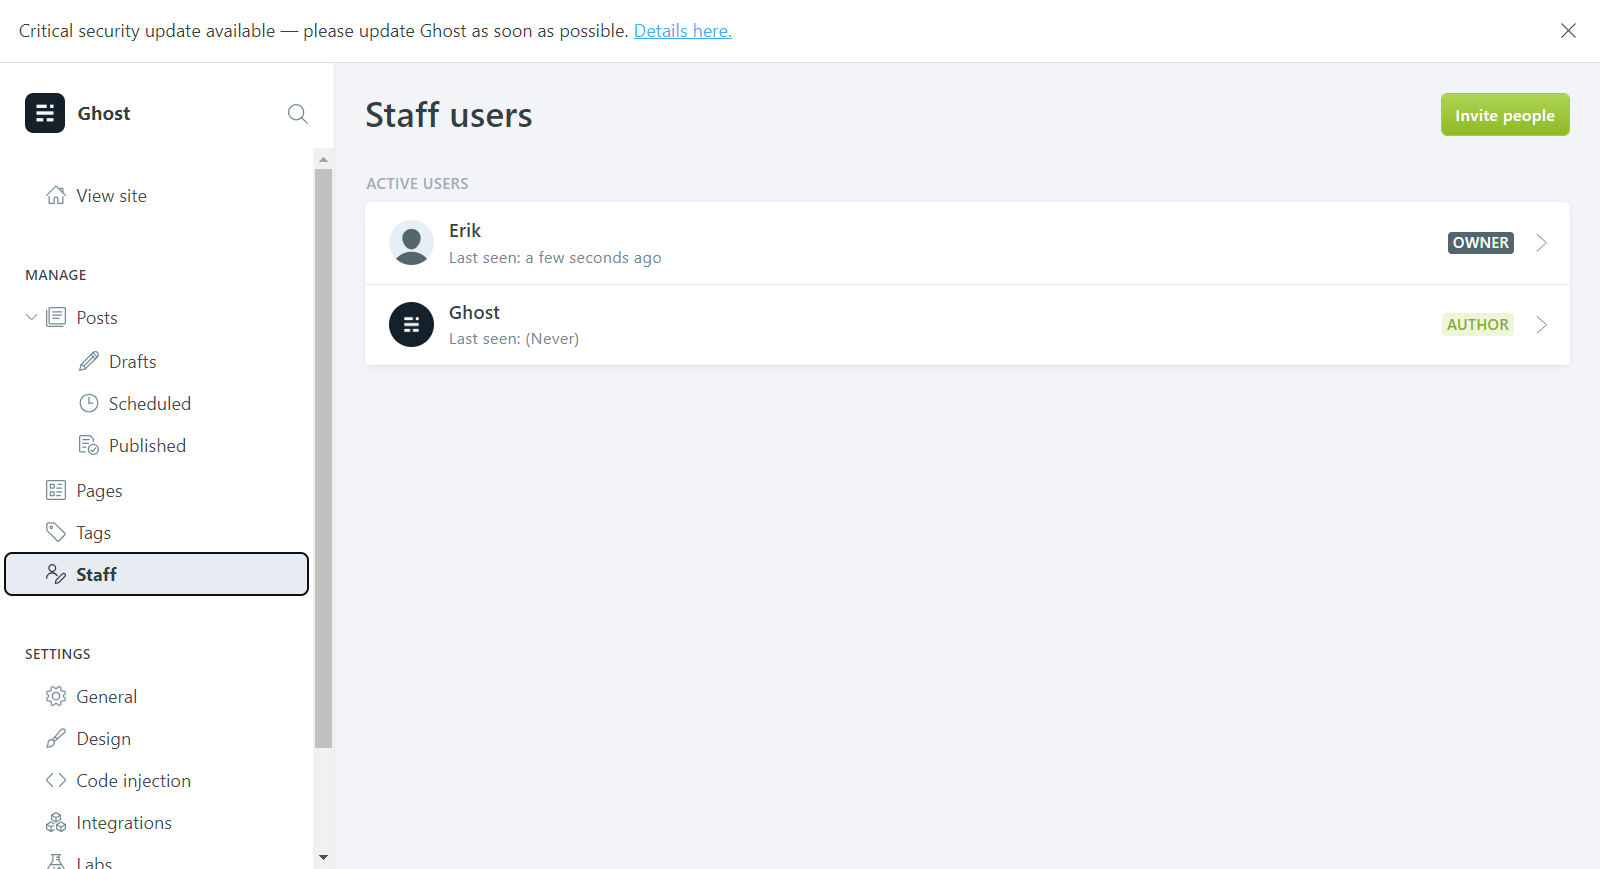 Critical security update available — please update Ghost as soon as possible. Details here.
Ghost
View site
MANAGE
Posts
Drafts
Scheduled
Published
Pages
Tags
Staff
SETTINGS
General
Design
Code injection
Integrations
Labs
Staff users
Invite people
ACTIVE USERS
Erik
Last seen: a few seconds ago
OWNER
Ghost
Last seen: (Never)
AUTHOR